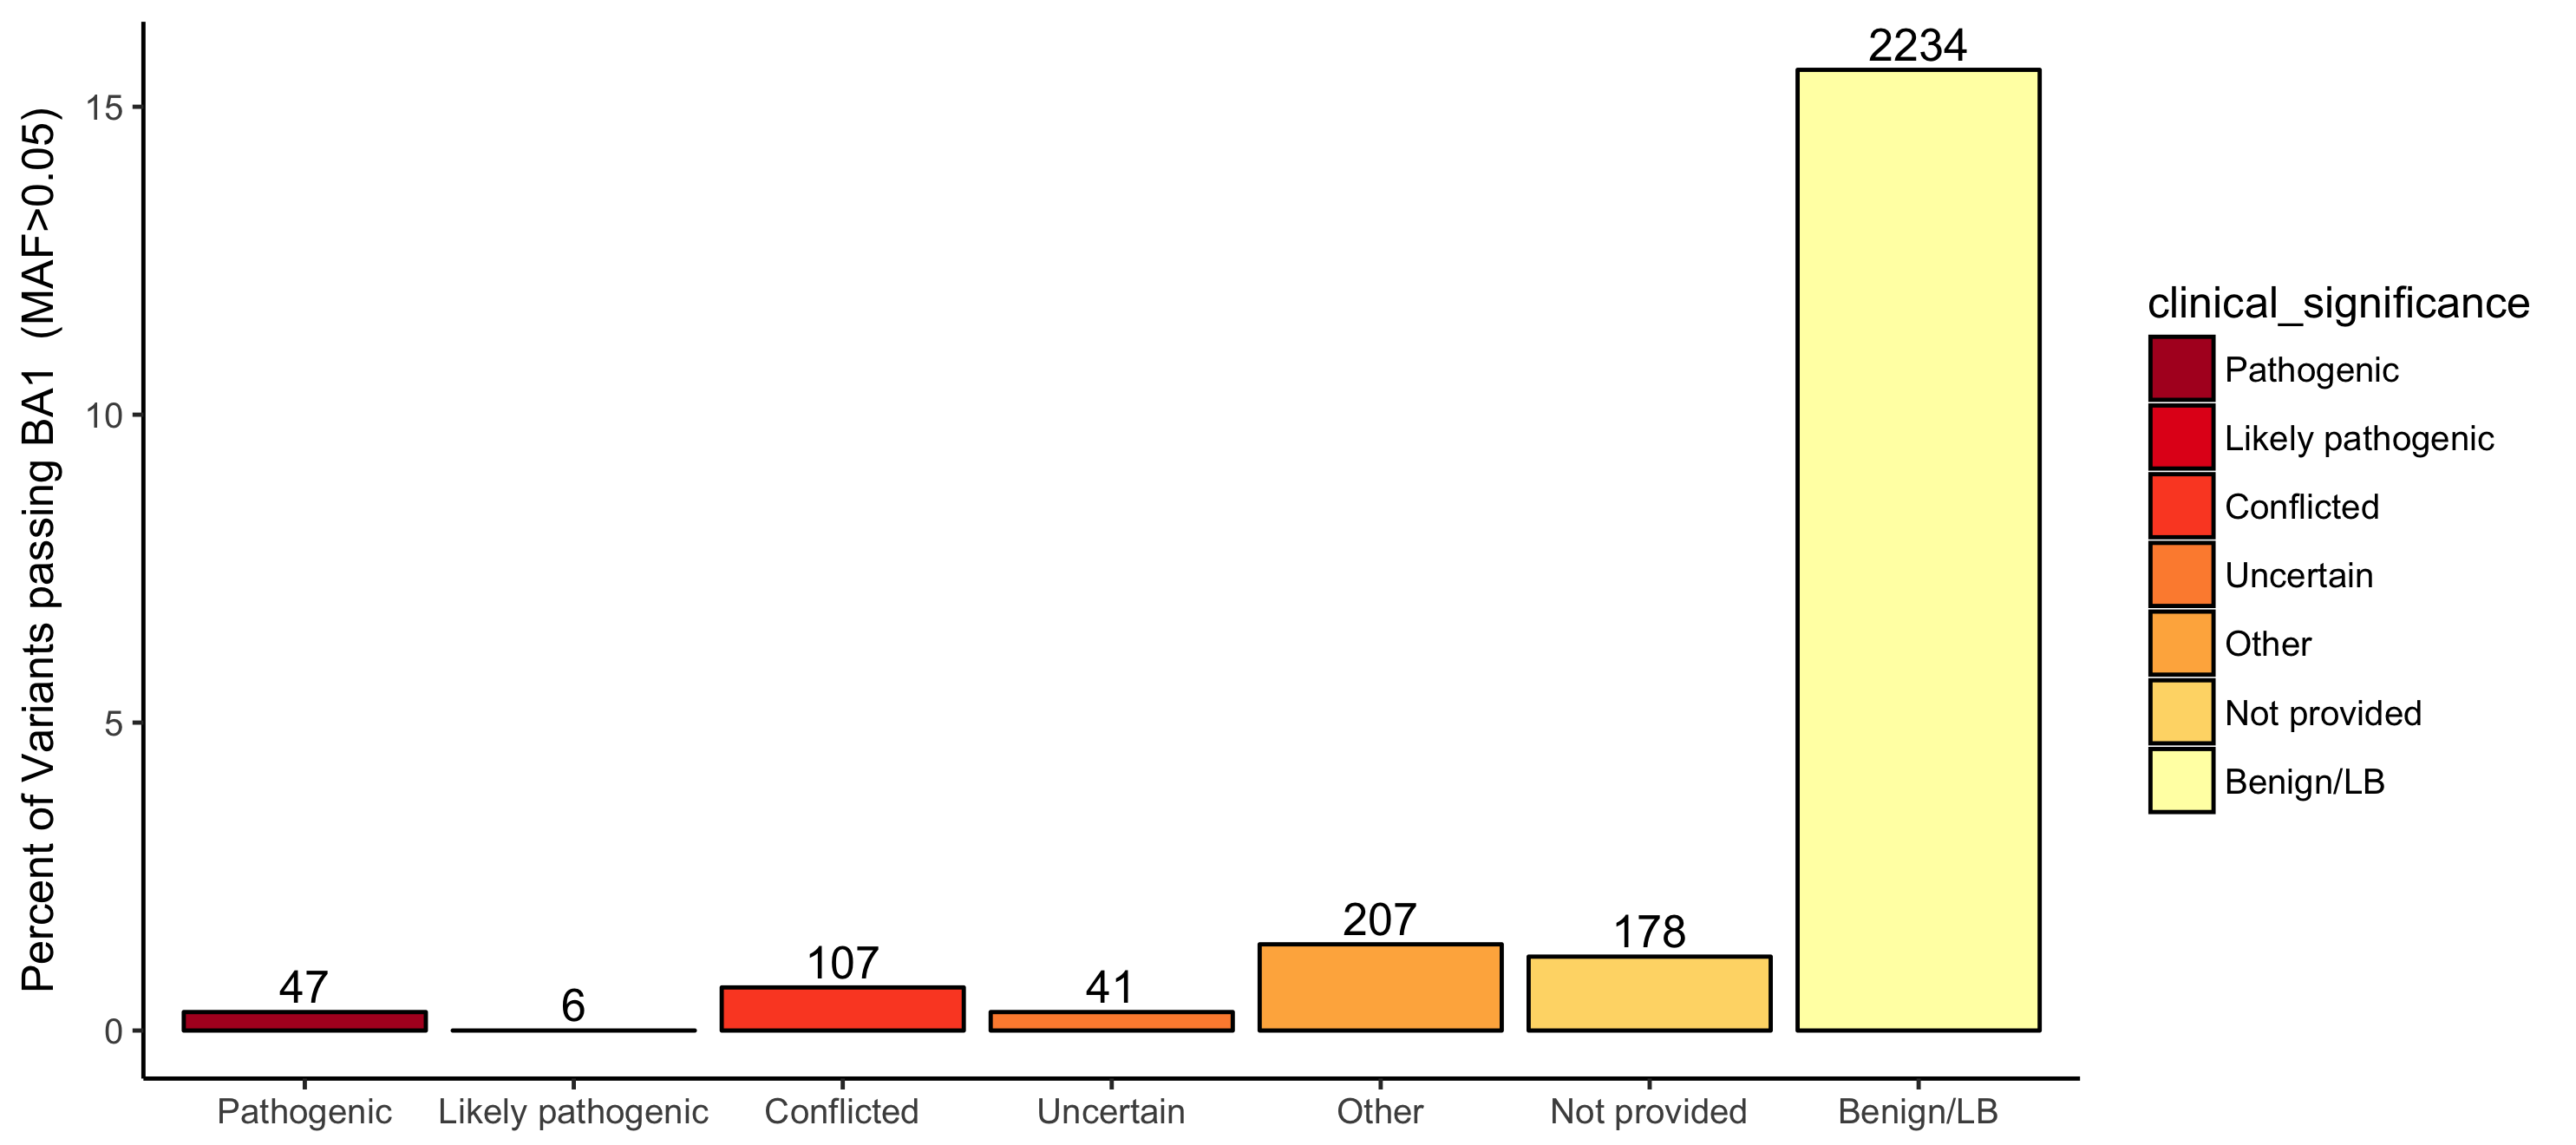 Percent of Variants passing BA1 (MAF>0.05)
15
10
5
0
47
6
107
41
207
178
2234
Pathogenic
Likely pathogenic
Conflicted
Uncertain
Other
Not provided
Benign/LB
clinical_significance
Pathogenic
Likely pathogenic
Conflicted
Uncertain
Other
Not provided
Benign/LB